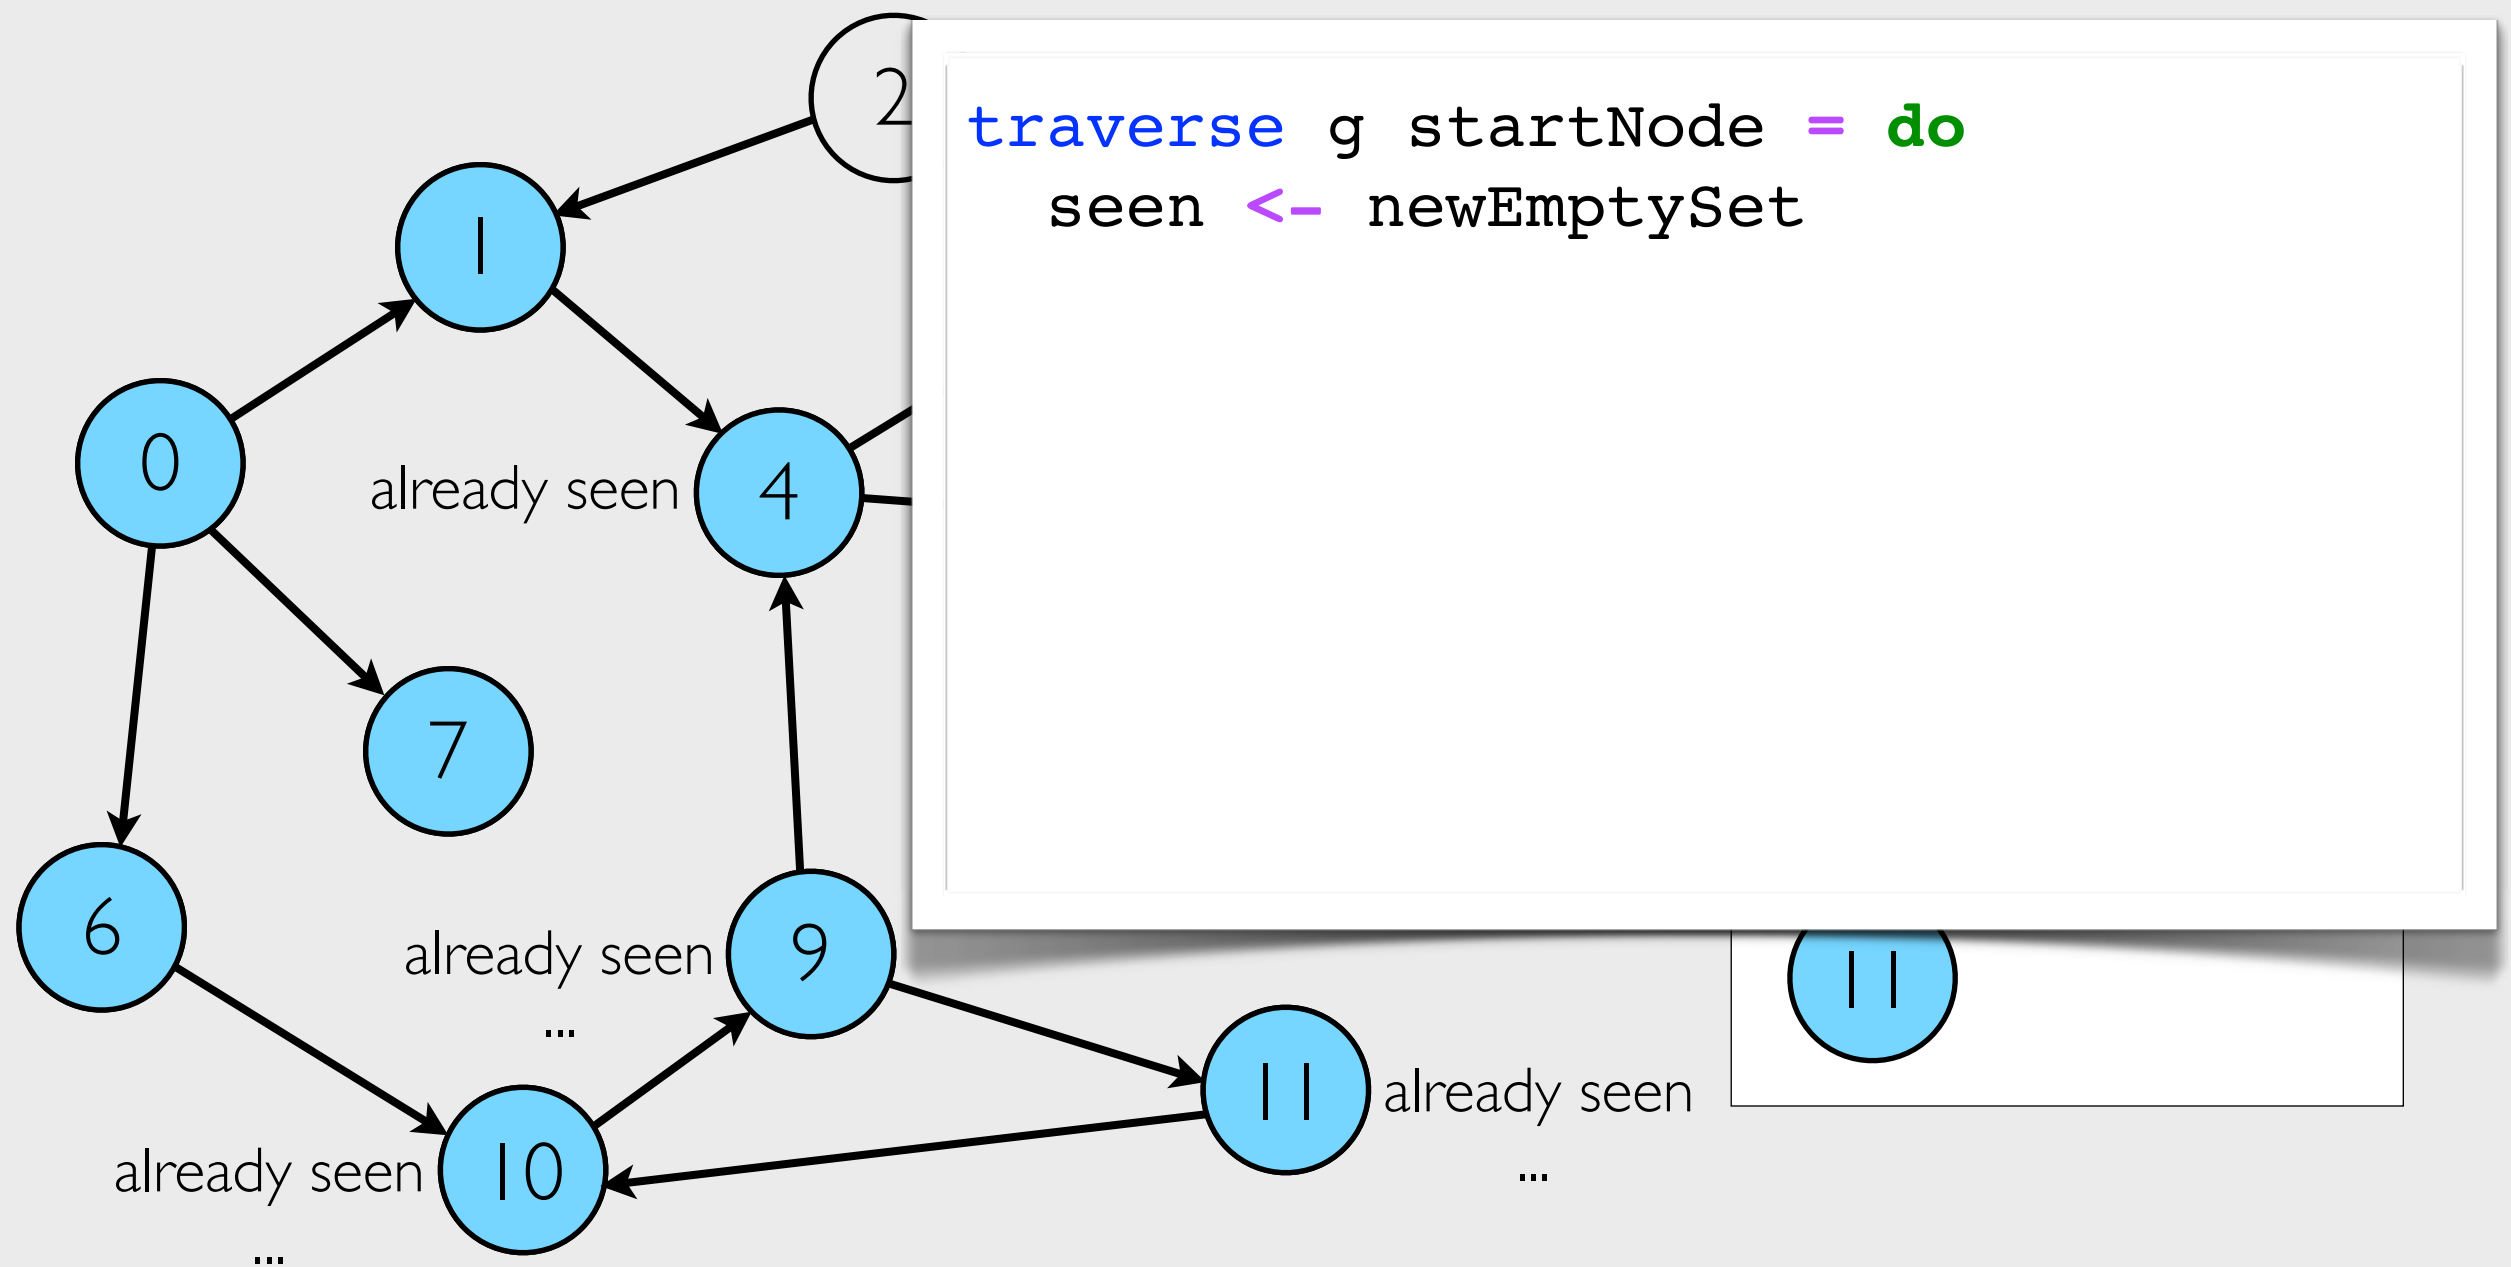 2
traverse g startNode = do
seen <- newEmptySet
1
0
already seen
4
7
6
already seen
9
...
11
11
already seen
...
already seen
10
...